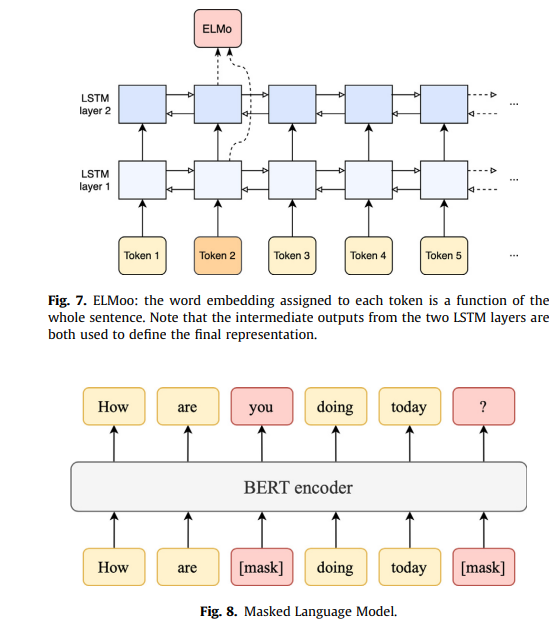 ELMo
LSTM
layer 2
...
LSTM
layer 1
...
Token 1 Token 2 Token 3 Token 4 Token 5 ...
Fig. 7. ELMoo: the word embedding assigned to each token is a function of the
whole sentence. Note that the intermediate outputs from the two LSTM layers are
both used to define the final representation.
How are you doing today ?
BERT encoder
How are [mask] doing today [mask]
Fig. 8. Masked Language Model.